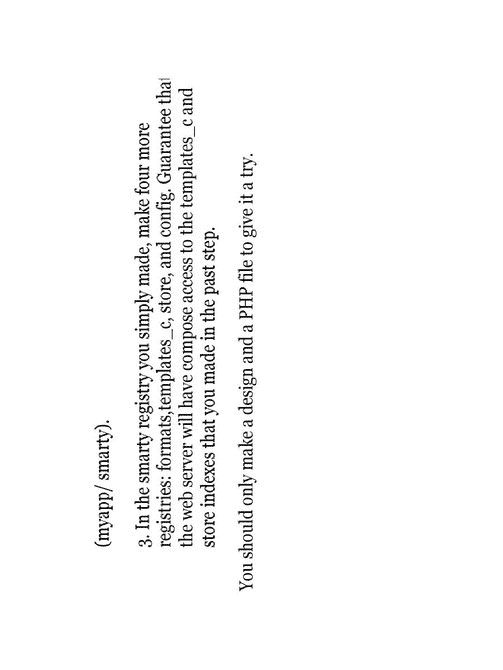 (myapp/ smarty).
3. In the smarty registry you simply made, make four more
registries: formats,templates_c, store, and config. Guarantee that
the web server will have compose access to the templates_c and
store indexes that you made in the past step.
You should only make a design and a PHP file to give it a try.